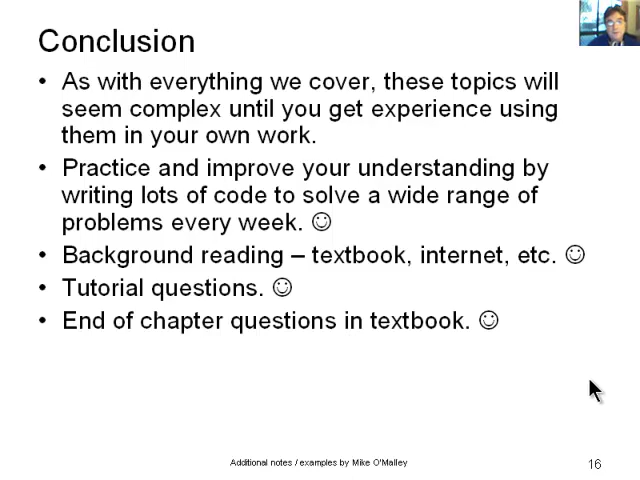 Conclusion
• As with everything we cover, these topics will
seem complex until you get experience using
them in your own work.
• Practice and improve your understanding by
writing lots of code to solve a wide range of
problems every week. ☺
• Background reading – textbook, internet, etc. ☺
• Tutorial questions. ☺
• End of chapter questions in textbook. ☺
Additional notes / examples by Mike O'Malley
16